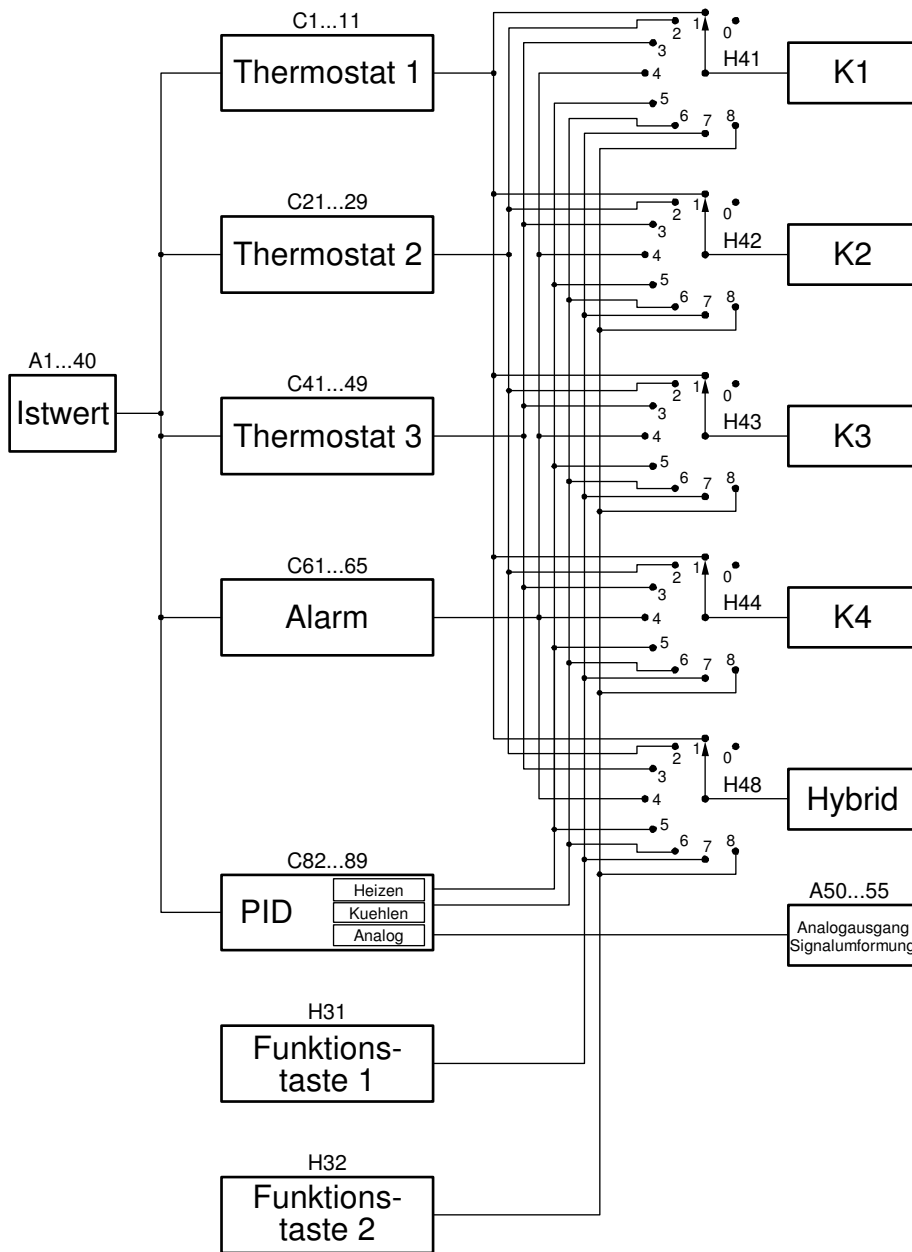 C1...11
Thermostat 1
C21...29
Thermostat 2
A1...40
Istwert
C41...49
Thermostat 3
C61...65
Alarm
C82...89
PID
Heizen
Kuehlen
Analog
H31
Funktions-
taste 1
H32
Funktions-
taste 2
2
1
0
3
H41
4
5
6
7
8
K1
2
1
0
3
H42
4
5
6
7
8
K2
2
1
0
3
H43
4
5
6
7
8
K3
2
1
0
3
H44
4
5
6
7
8
K4
2
1
0
3
H48
4
5
6
7
8
Hybrid
A50...55
Analogausgang
Signalumformung